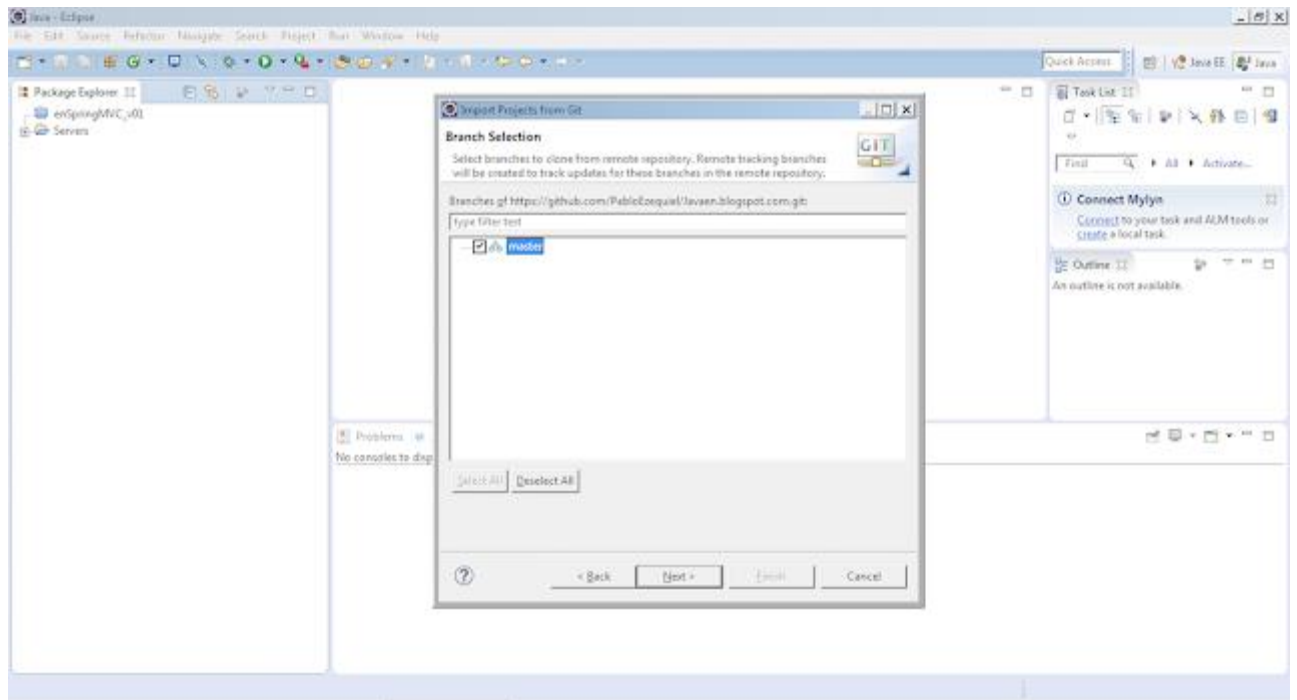 Java - Eclipse
File Edit Source Refactor Navigate Search Project Run Window Help
Quick Access
Java EE
Java
Package Explorer
enSpringMVC_v01
Servers
Import Projects from Git
Branch Selection
Select branches to clone from remote repository. Remote tracking branches
will be created to track updates for these branches in the remote repository.
GIT
Branches of https://github.com/PabloEzequiel/Javaen.blogspot.com.git:
type filter text
master
Select All
Deselect All
< Back
Next >
Finish
Cancel
Task List
Find
All
Activate...
Connect Mylyn
Connect to your task and ALM tools or
create a local task.
Outline
An outline is not available.
Problems
No consoles to disp